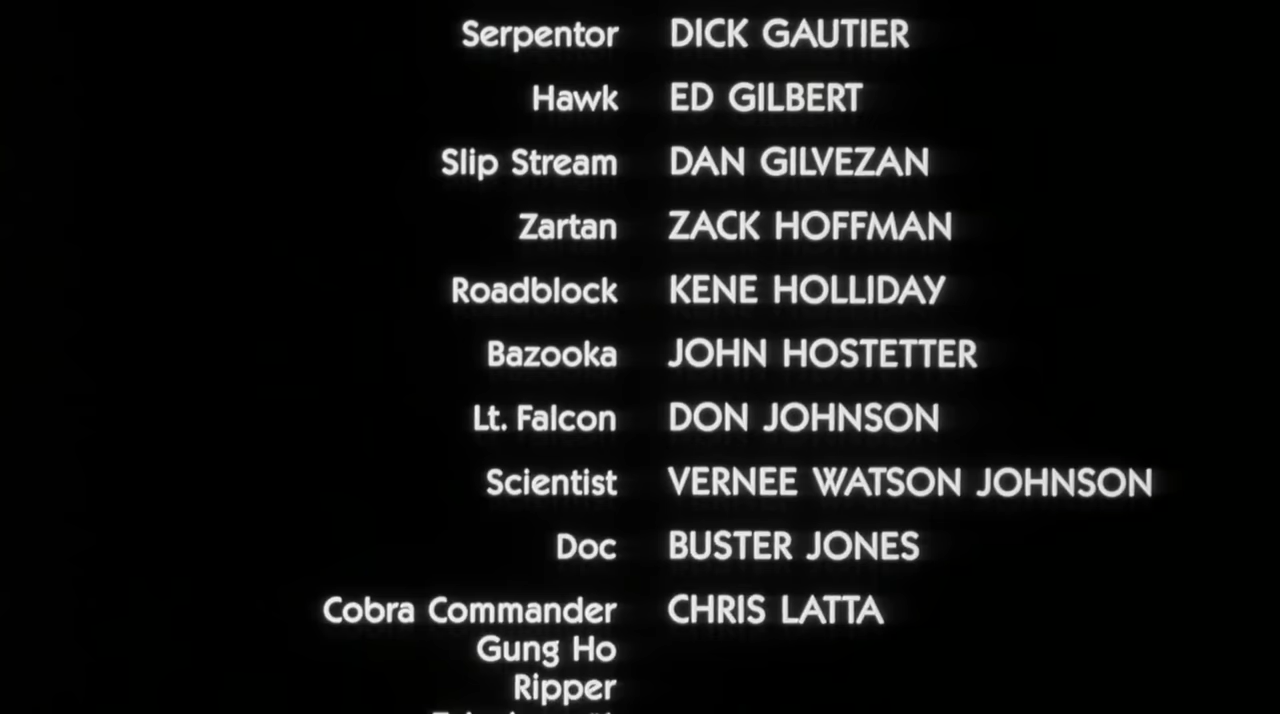 Serpentor DICK GAUTIER
Hawk ED GILBERT
Slip Stream DAN GILVEZAN
Zartan ZACK HOFFMAN
Roadblock KENE HOLLIDAY
Bazooka JOHN HOSTETTER
Lt. Falcon DON JOHNSON
Scientist VERNEE WATSON JOHNSON
Doc BUSTER JONES
Cobra Commander CHRIS LATTA
Gung Ho
Ripper